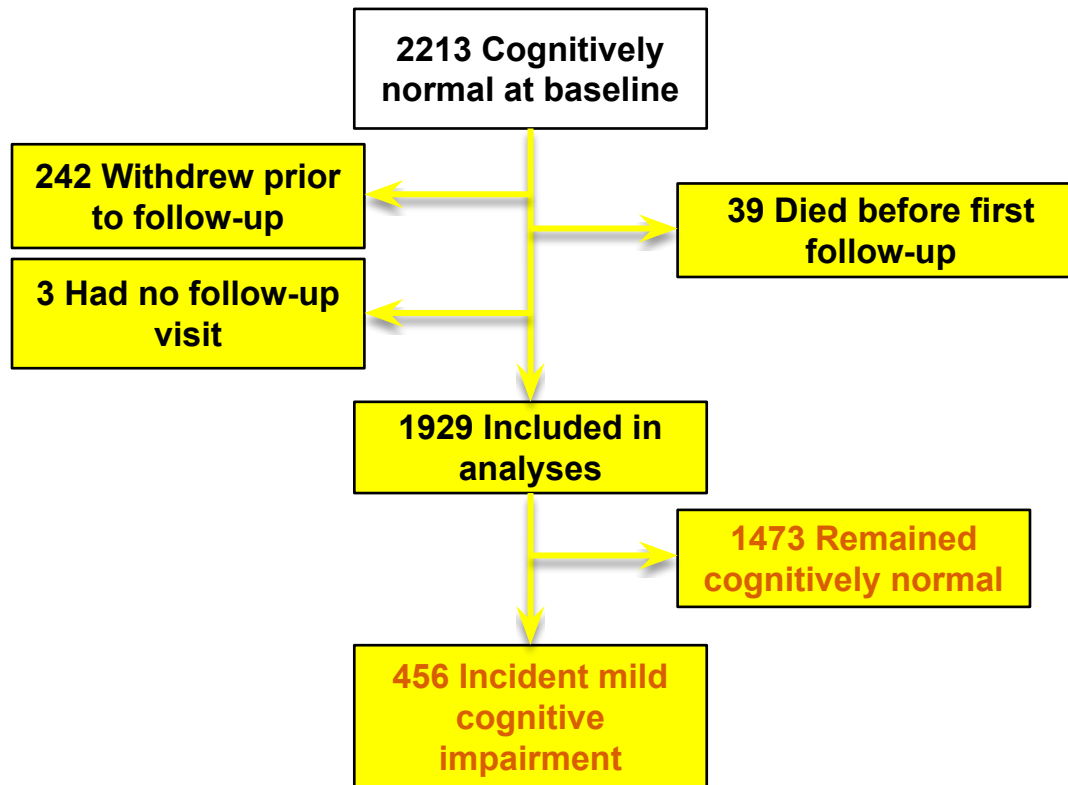 2213 Cognitively
normal at baseline
242 Withdrew prior
to follow-up
39 Died before first
follow-up
3 Had no follow-up
visit
1929 Included in
analyses
1473 Remained
cognitively normal
456 Incident mild
cognitive
impairment